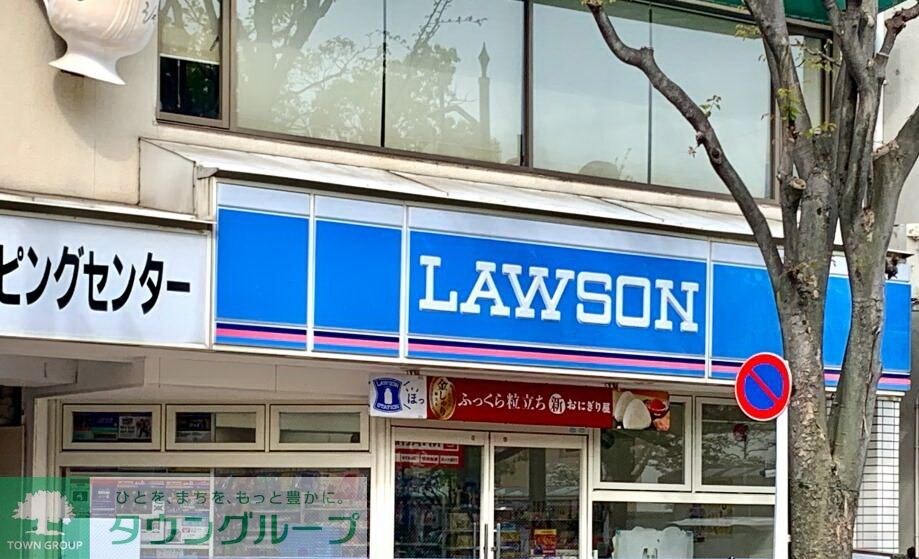 ピングセンター
LAWSON
LAWSON
STATION
ほっ
金しゃり
ふっくら粒立ち 新 おにぎり屋
ひとを、まちを、もっと豊かに。
タウングループ
TOWN GROUP